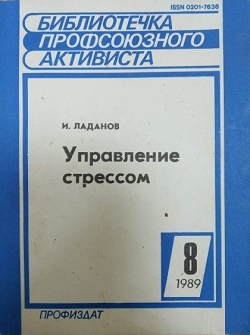 ISSN 0201-7636
БИБЛИОТЕЧКА
ПРОФСОЮЗНОГО
АКТИВИСТА
И. ЛАДАНОВ
Управление
стрессом
8
1989
ПРОФИЗДАТ